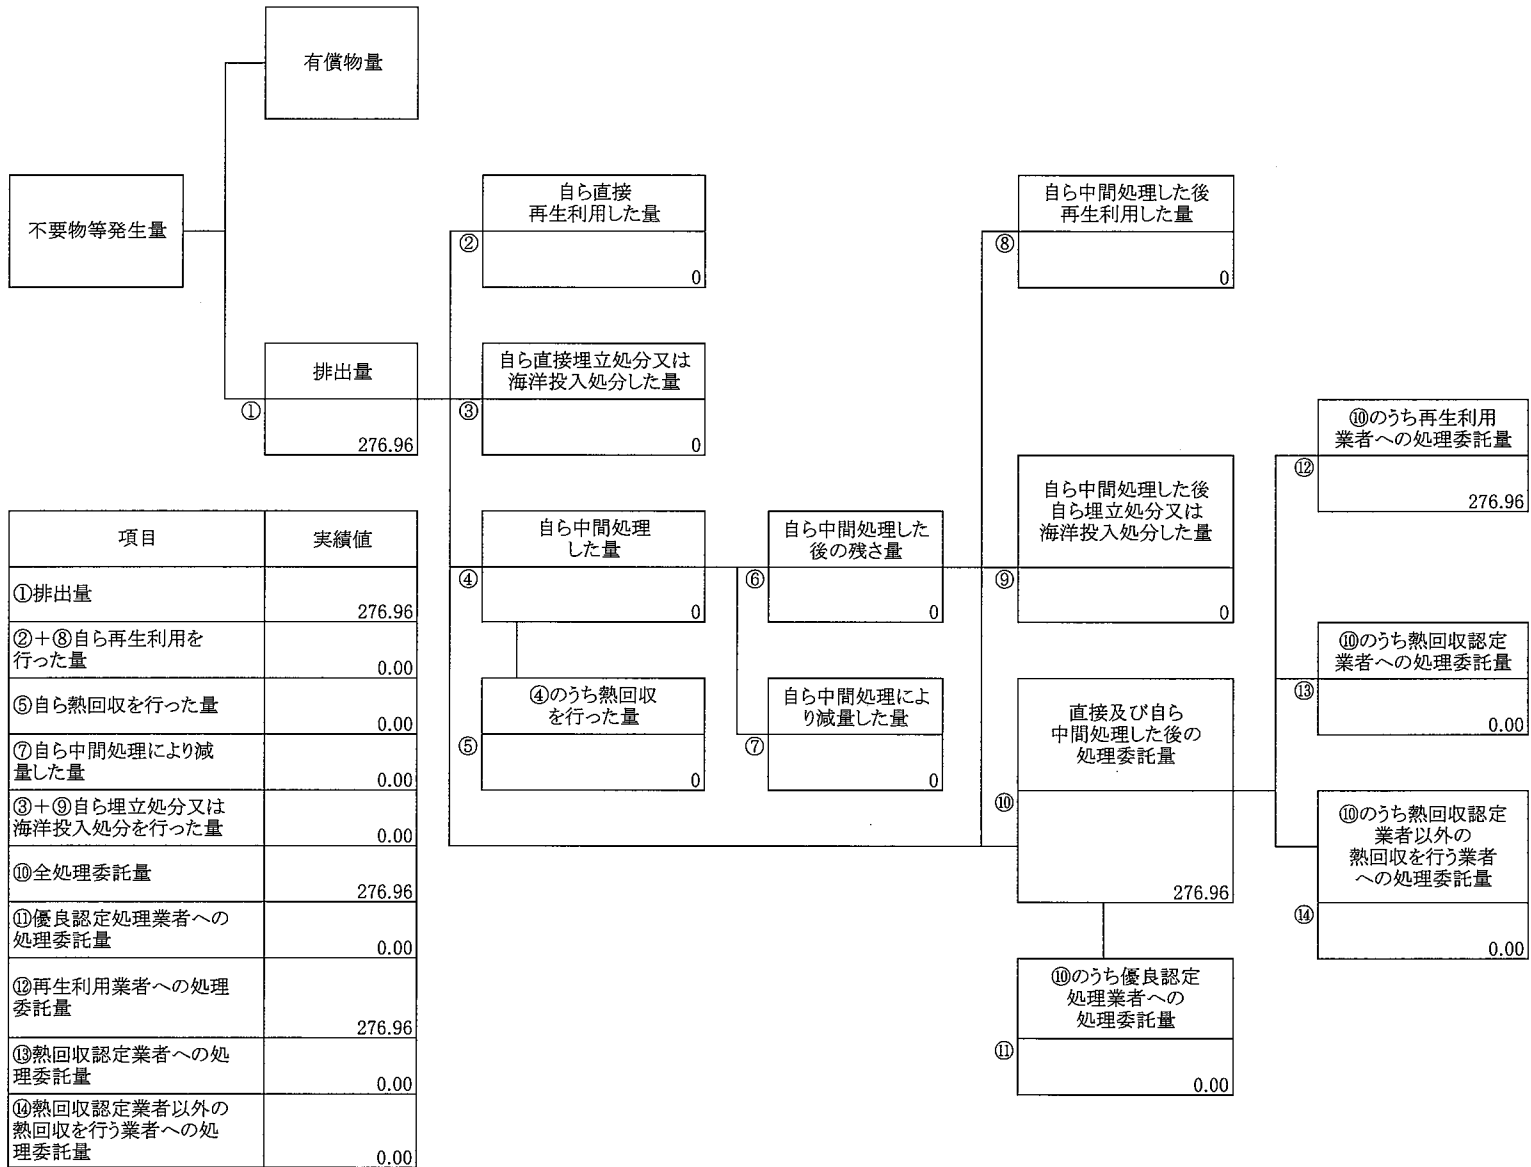 有償物量
不要物等発生量
排出量
①
276.96
自ら直接
再生利用した量
②
0
自ら直接埋立処分又は
海洋投入処分した量
③
0
自ら中間処理
した量
④
0
④のうち熱回収
を行った量
⑤
0
自ら中間処理した
後の残さ量
⑥
0
自ら中間処理によ
り減量した量
⑦
0
自ら中間処理した後
再生利用した量
⑧
0
自ら中間処理した後
自ら埋立処分又は
海洋投入処分した量
⑨
0
直接及び自ら
中間処理した後の
処理委託量
⑩
276.96
⑩のうち優良認定
処理業者への
処理委託量
⑪
0.00
⑩のうち再生利用
業者への処理委託量
⑫
276.96
⑩のうち熱回収認定
業者への処理委託量
⑬
0.00
⑩のうち熱回収認定
業者以外の
熱回収を行う業者
への処理委託量
⑭
0.00
項目 実績値
①排出量
276.96
②+⑧自ら再生利用を
行った量
0.00
⑤自ら熱回収を行った量
0.00
⑦自ら中間処理により減
量した量
0.00
③+⑨自ら埋立処分又は
海洋投入処分を行った量
0.00
⑩全処理委託量
276.96
⑪優良認定処理業者への
処理委託量
0.00
⑫再生利用業者への処理
委託量
276.96
⑬熱回収認定業者への処
理委託量
0.00
⑭熱回収認定業者以外の
熱回収を行う業者への処
理委託量
0.00